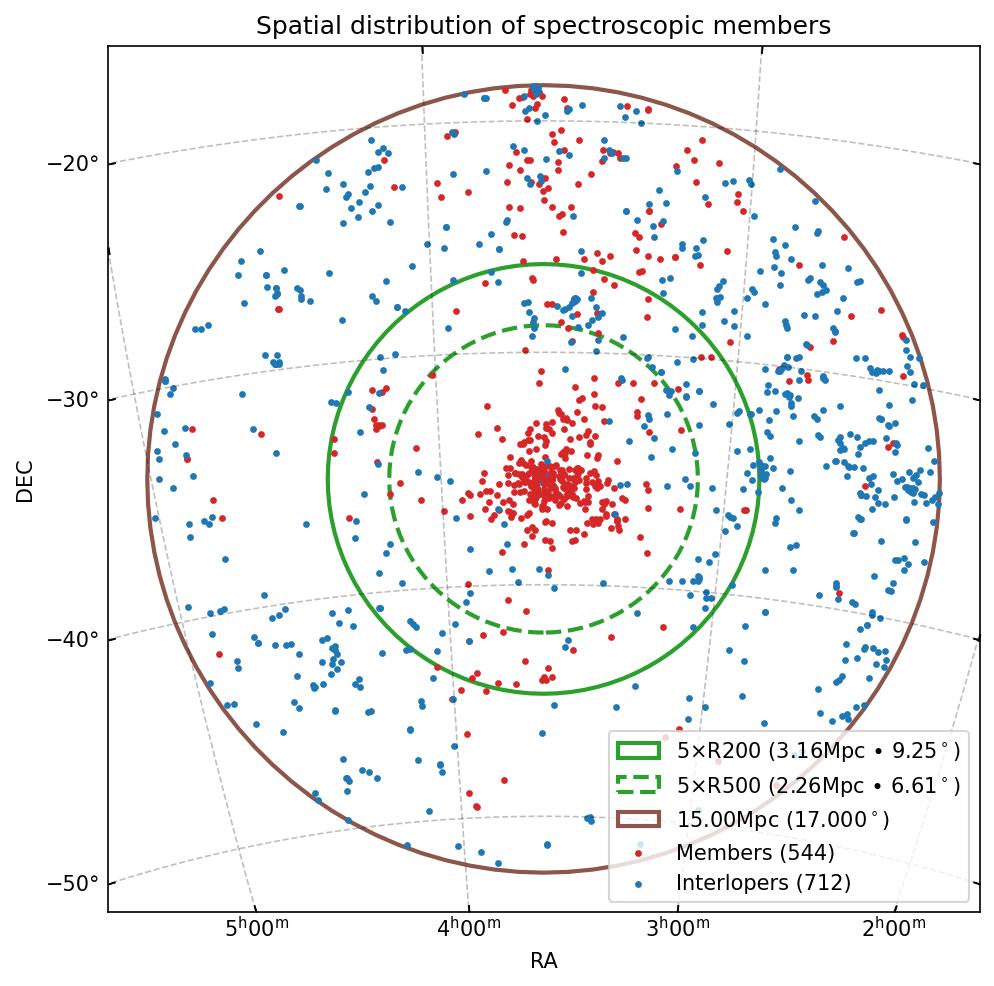 Spatial distribution of spectroscopic members
−20°
−30°
−40°
−50°
DEC
5×R200 (3.16Mpc • 9.25°)
5×R500 (2.26Mpc • 6.61°)
15.00Mpc (17.000°)
Members (544)
Interlopers (712)
5ʰ00ᵐ 4ʰ00ᵐ 3ʰ00ᵐ 2ʰ00ᵐ
RA